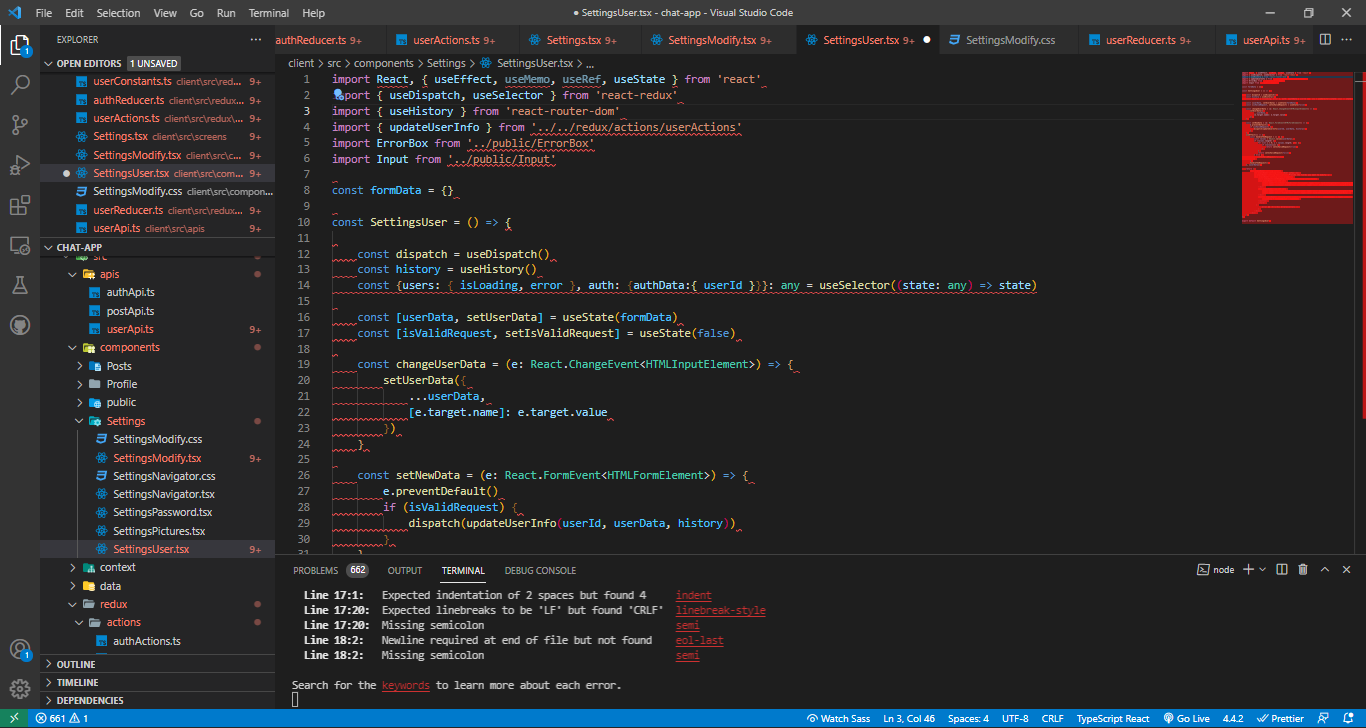 File Edit Selection View Go Run Terminal Help
● SettingsUser.tsx - chat-app - Visual Studio Code
EXPLORER
OPEN EDITORS 1 UNSAVED
userConstants.ts client\src\red... 9+
authReducer.ts client\src\redux... 9+
userActions.ts client\src\redux\... 9+
Settings.tsx client\src\screens 9+
SettingsModify.tsx client\src\c... 9+
SettingsUser.tsx client\src\com... 9+
SettingsModify.css client\src\compon...
userReducer.ts client\src\redux... 9+
userApi.ts client\src\apis 9+
CHAT-APP
src
apis
authApi.ts
postApi.ts
userApi.ts 9+
components
Posts
Profile
public
Settings
SettingsModify.css
SettingsModify.tsx 9+
SettingsNavigator.css
SettingsNavigator.tsx
SettingsPassword.tsx
SettingsPictures.tsx
SettingsUser.tsx 9+
context
data
redux
actions
authActions.ts
OUTLINE
TIMELINE
DEPENDENCIES
authReducer.ts 9+ userActions.ts 9+ Settings.tsx 9+ SettingsModify.tsx 9+ SettingsUser.tsx 9+ ● SettingsModify.css userReducer.ts 9+ userApi.ts 9+
client > src > components > Settings > SettingsUser.tsx > ...
1 import React, { useEffect, useMemo, useRef, useState } from 'react'
2 port { useDispatch, useSelector } from 'react-redux'
3 import { useHistory } from 'react-router-dom'
4 import { updateUserInfo } from '../../redux/actions/userActions'
5 import ErrorBox from '../public/ErrorBox'
6 import Input from '../public/Input'
7
8 const formData = {}
9
10 const SettingsUser = () => {
11
12 const dispatch = useDispatch()
13 const history = useHistory()
14 const {users: { isLoading, error }, auth: {authData:{ userId }}}: any = useSelector((state: any) => state)
15
16 const [userData, setUserData] = useState(formData)
17 const [isValidRequest, setIsValidRequest] = useState(false)
18
19 const changeUserData = (e: React.ChangeEvent<HTMLInputElement>) => {
20 setUserData({
21 ...userData,
22 [e.target.name]: e.target.value
23 })
24 }
25
26 const setNewData = (e: React.FormEvent<HTMLFormElement>) => {
27 e.preventDefault()
28 if (isValidRequest) {
29 dispatch(updateUserInfo(userId, userData, history))
30 }
31 }
PROBLEMS 662 OUTPUT TERMINAL DEBUG CONSOLE
node
Line 17:1: Expected indentation of 2 spaces but found 4 indent
Line 17:20: Expected linebreaks to be 'LF' but found 'CRLF' linebreak-style
Line 17:20: Missing semicolon semi
Line 18:2: Newline required at end of file but not found eol-last
Line 18:2: Missing semicolon semi
Search for the keywords to learn more about each error.
661 1 Watch Sass Ln 3, Col 46 Spaces: 4 UTF-8 CRLF TypeScript React Go Live 4.4.2 Prettier